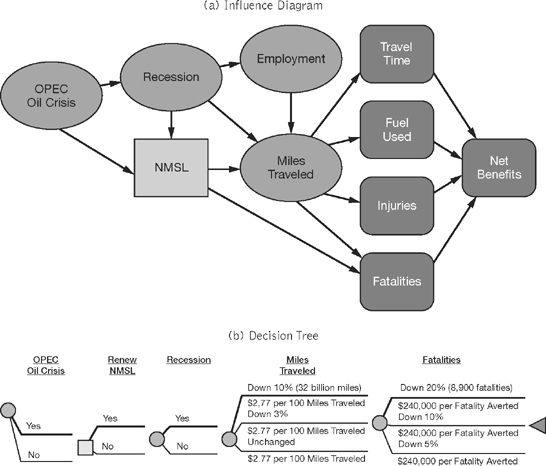 (a) Influence Diagram
OPEC
Oil Crisis
Recession
Employment
NMSL
Miles
Traveled
Travel
Time
Fuel
Used
Injuries
Fatalities
Net
Benefits
(b) Decision Tree
OPEC
Oil Crisis
Yes
No
Renew
NMSL
Yes
No
Recession
Yes
No
Miles
Traveled
Down 10% (32 billion miles)
$2,77 per 100 Miles Traveled
Down 3%
$2.77 per 100 Miles Traveled
Unchanged
$2.77 per 100 Miles Traveled
Fatalities
Down 20% (8,900 fatalities)
$240,000 per Fatality Averted
Down 10%
$240,000 per Fatality Averted
Down 5%
$240,000 per Fatality Averted